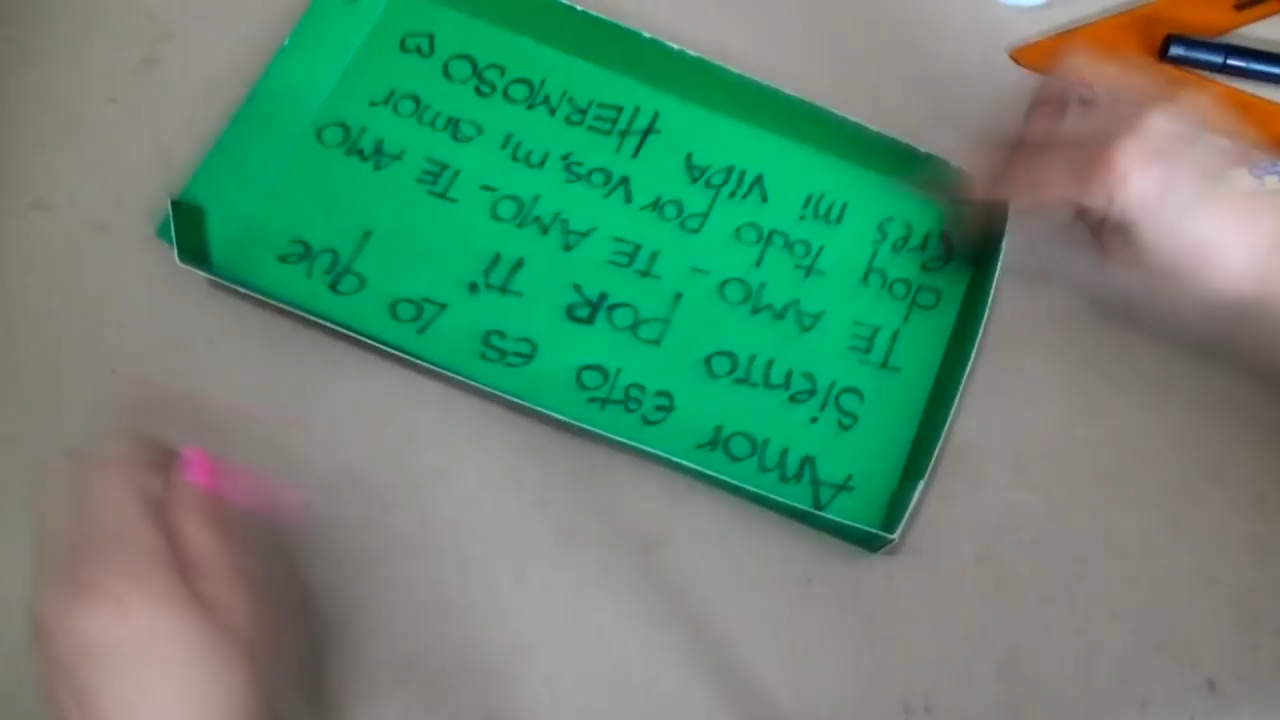 Amor esto es lo que
siento POR Ti
TE AMO - TE AMO - TE AMO
doy todo por vos, mi amor
eres mi viDA HERMOSO ♡